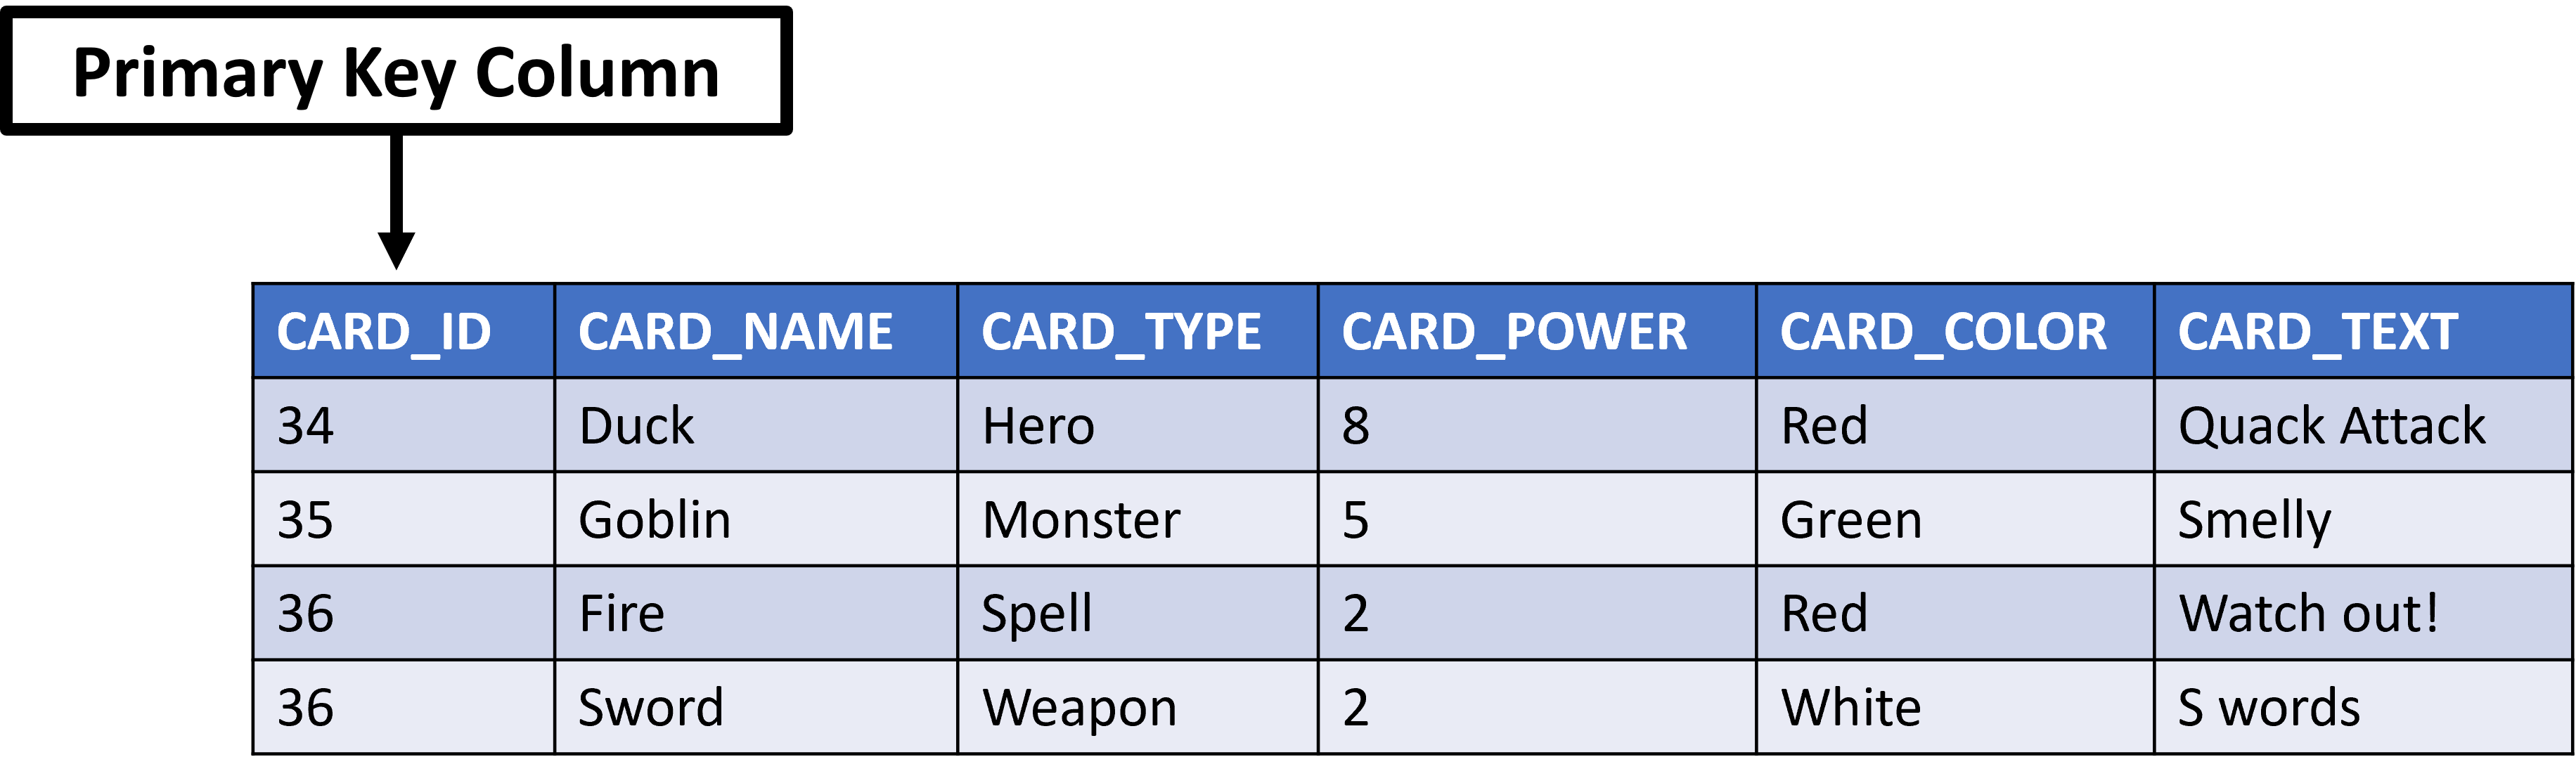 Primary Key Column
CARD_ID CARD_NAME CARD_TYPE CARD_POWER CARD_COLOR CARD_TEXT
34 Duck Hero 8 Red Quack Attack
35 Goblin Monster 5 Green Smelly
36 Fire Spell 2 Red Watch out!
36 Sword Weapon 2 White S words